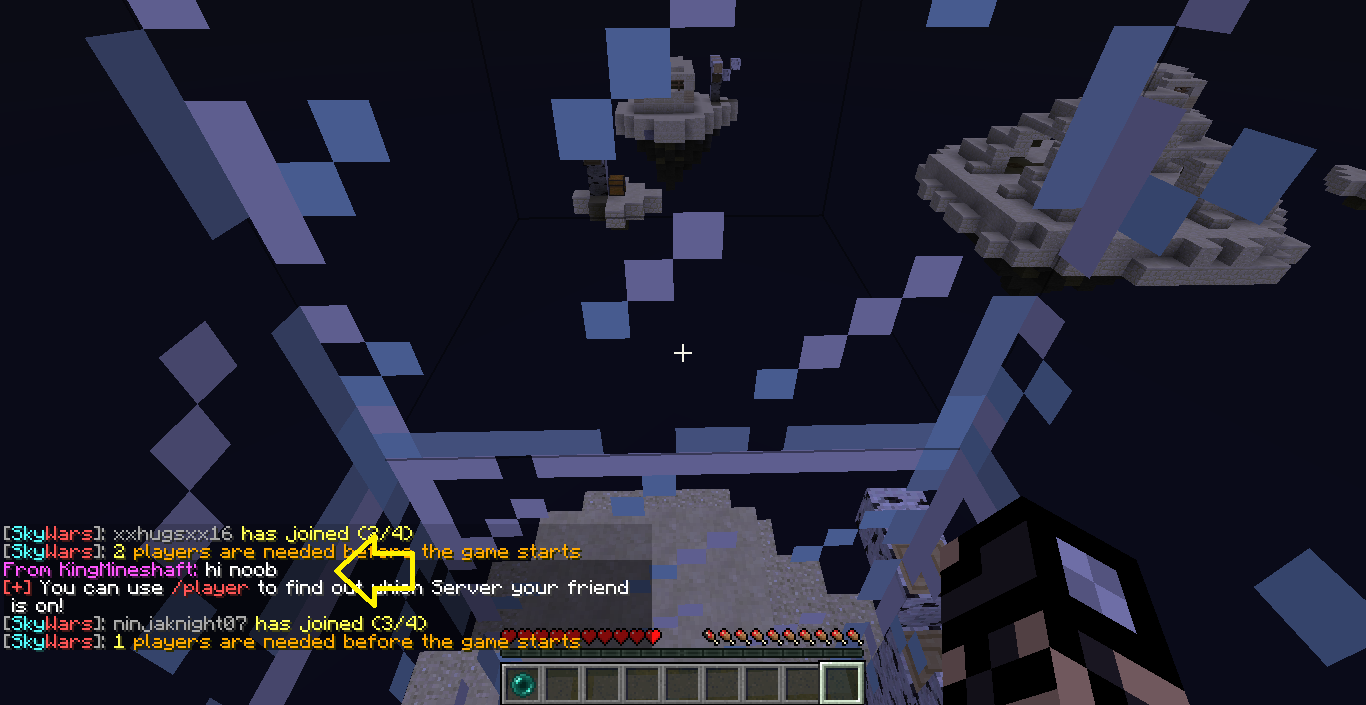 [SkyWars]: xxhugsxx16 has joined (2/4)
[SkyWars]: 2 players are needed before the game starts
From KingMineshaft: hi noob
[+] You can use /player to find out which Server your friend
is on!
[SkyWars]: ninjaknight07 has joined (3/4)
[SkyWars]: 1 players are needed before the game starts